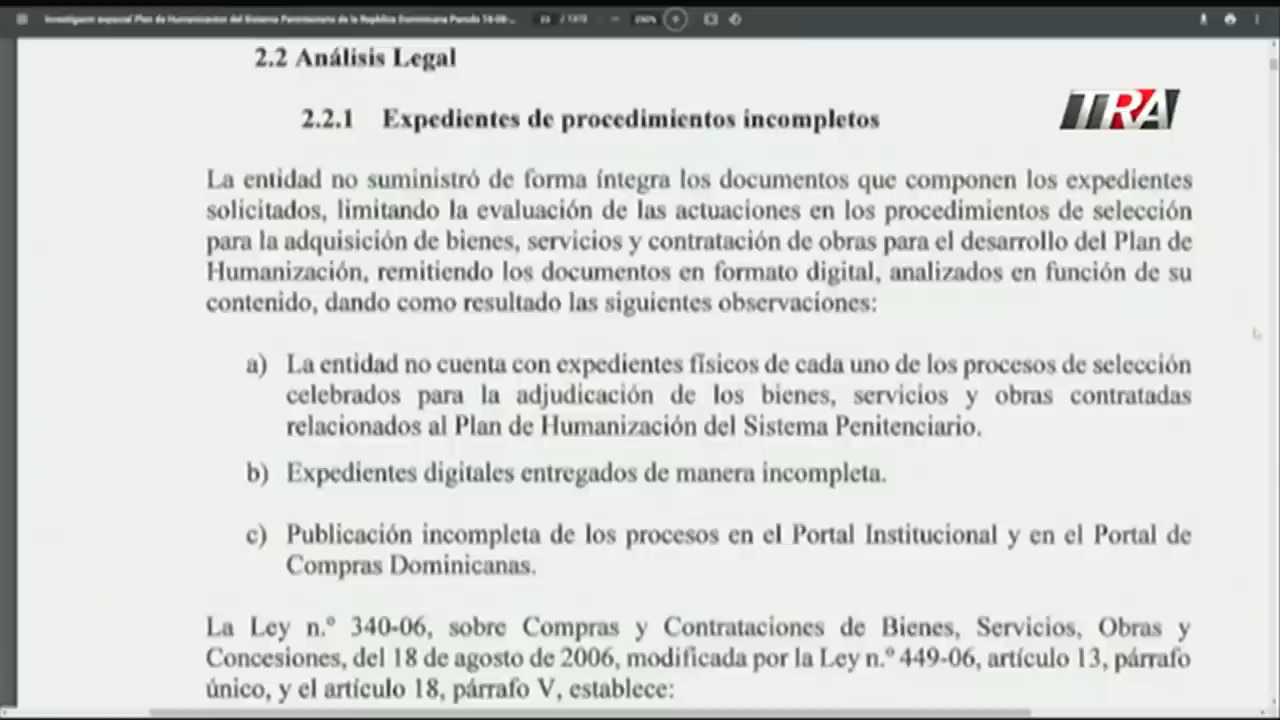 2.2 Análisis Legal
TRA
2.2.1 Expedientes de procedimientos incompletos
La entidad no suministró de forma íntegra los documentos que componen los expedientes
solicitados, limitando la evaluación de las actuaciones en los procedimientos de selección
para la adquisición de bienes, servicios y contratación de obras para el desarrollo del Plan de
Humanización, remitiendo los documentos en formato digital, analizados en función de su
contenido, dando como resultado las siguientes observaciones:
a) La entidad no cuenta con expedientes físicos de cada uno de los procesos de selección
celebrados para la adjudicación de los bienes, servicios y obras contratadas
relacionados al Plan de Humanización del Sistema Penitenciario.
b) Expedientes digitales entregados de manera incompleta.
c) Publicación incompleta de los procesos en el Portal Institucional y en el Portal de
Compras Dominicanas.
La Ley n.º 340-06, sobre Compras y Contrataciones de Bienes, Servicios, Obras y
Concesiones, del 18 de agosto de 2006, modificada por la Ley n.º 449-06, artículo 13, párrafo
único, y el artículo 18, párrafo V, establece: